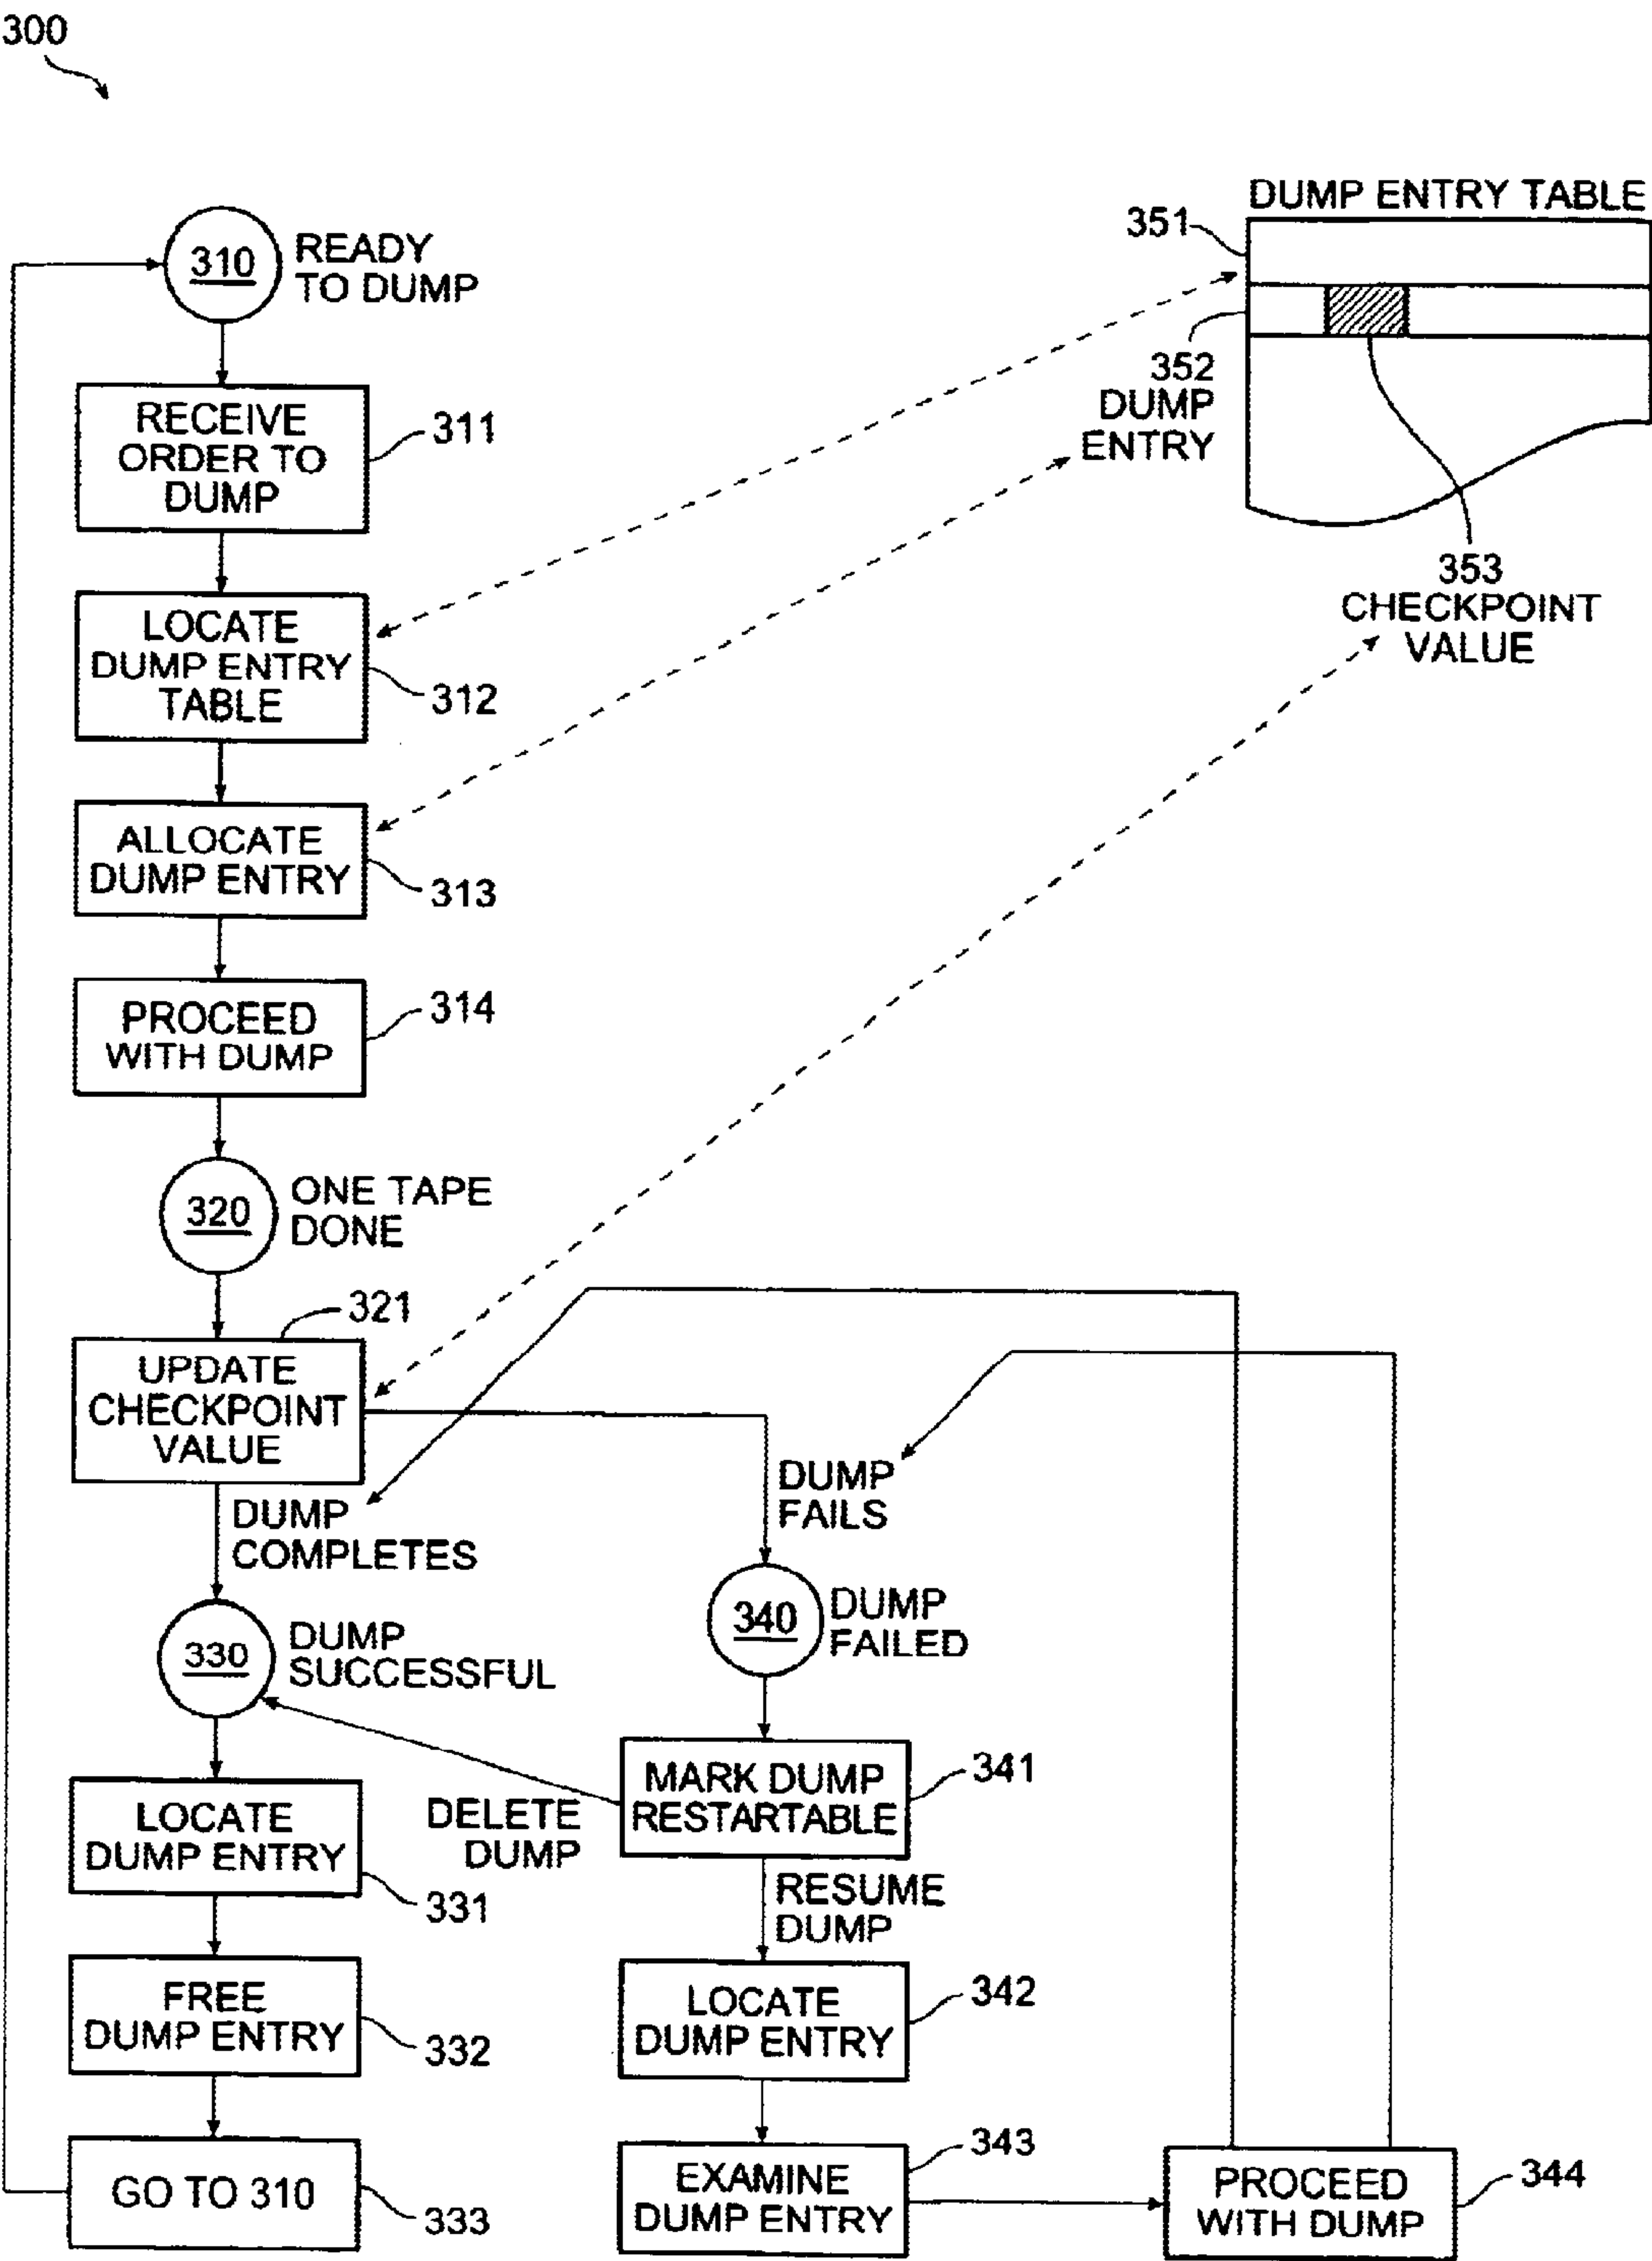 300
DUMP ENTRY TABLE
351
352
DUMP
ENTRY
353
CHECKPOINT
VALUE
310
READY
TO DUMP
RECEIVE
ORDER TO
DUMP
311
LOCATE
DUMP ENTRY
TABLE
312
ALLOCATE
DUMP ENTRY
313
PROCEED
WITH DUMP
314
320
ONE TAPE
DONE
321
UPDATE
CHECKPOINT
VALUE
DUMP
COMPLETES
DUMP
FAILS
330
DUMP
SUCCESSFUL
340
DUMP
FAILED
MARK DUMP
RESTARTABLE
341
DELETE
DUMP
RESUME
DUMP
LOCATE
DUMP ENTRY
331
LOCATE
DUMP ENTRY
342
FREE
DUMP ENTRY
332
EXAMINE
DUMP ENTRY
343
GO TO 310
333
PROCEED
WITH DUMP
344